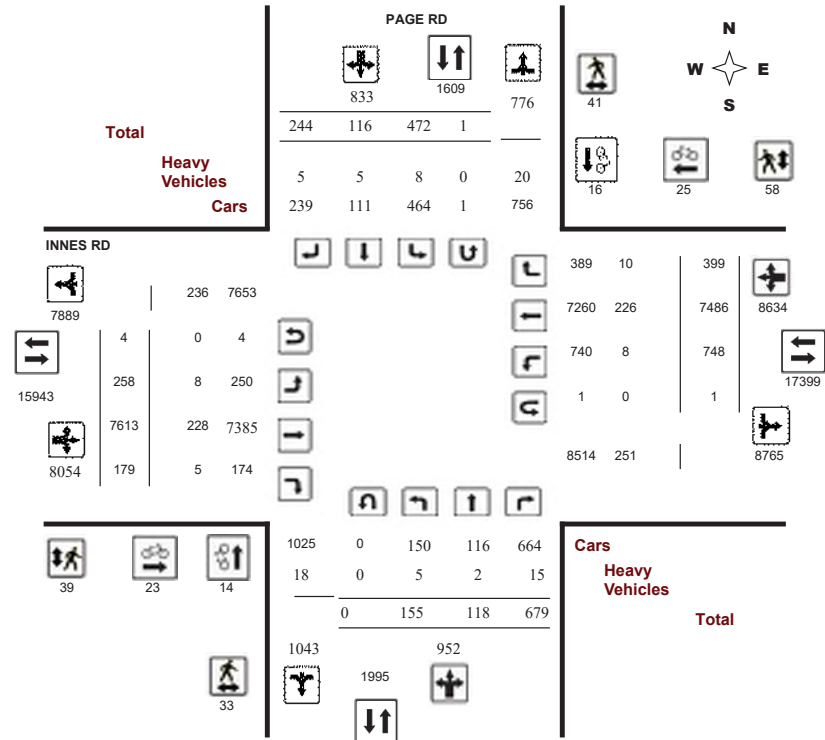 PAGE RD
N
W E
S
833 1609 776 41
Total 244 116 472 1
Heavy
Vehicles 5 5 8 0 20
Cars 239 111 464 1 756
16 25 58
INNES RD
7889 236 7653
15943 4 0 4
258 8 250
7613 228 7385
8054 179 5 174
389 10 399
7260 226 7486 8634
740 8 748
17399
1 0 1
8514 251 8765
39 23 14
33
1025 0 150 116 664 Cars
18 0 5 2 15 Heavy
Vehicles
0 155 118 679 Total
1043 952
1995